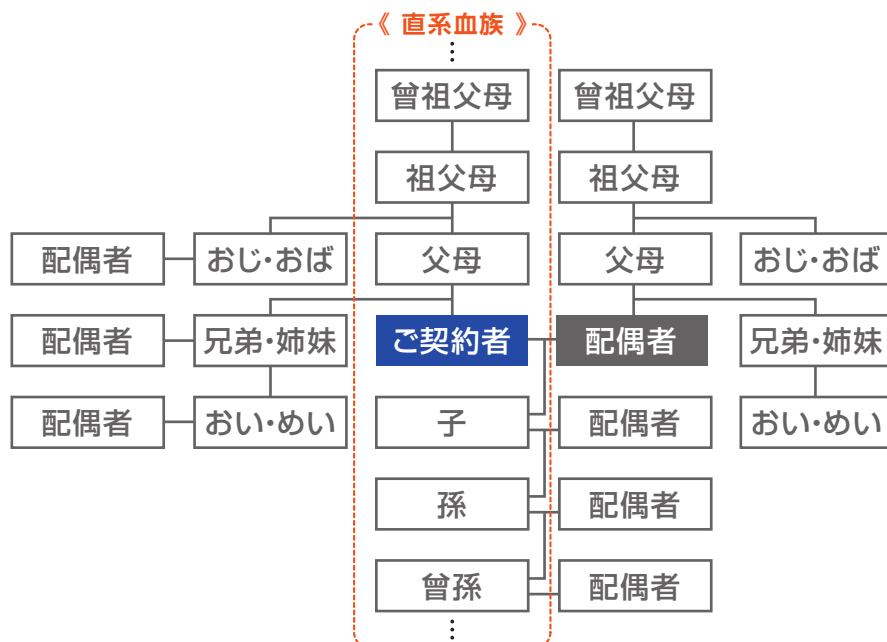 《 直系血族 》
⋮
曾祖父母 曾祖父母
祖父母 祖父母
配偶者 おじ・おば 父母 父母 おじ・おば
配偶者 兄弟・姉妹 ご契約者 配偶者 兄弟・姉妹
配偶者 おい・めい 子 配偶者 おい・めい
孫 配偶者
曾孫 配偶者
⋮